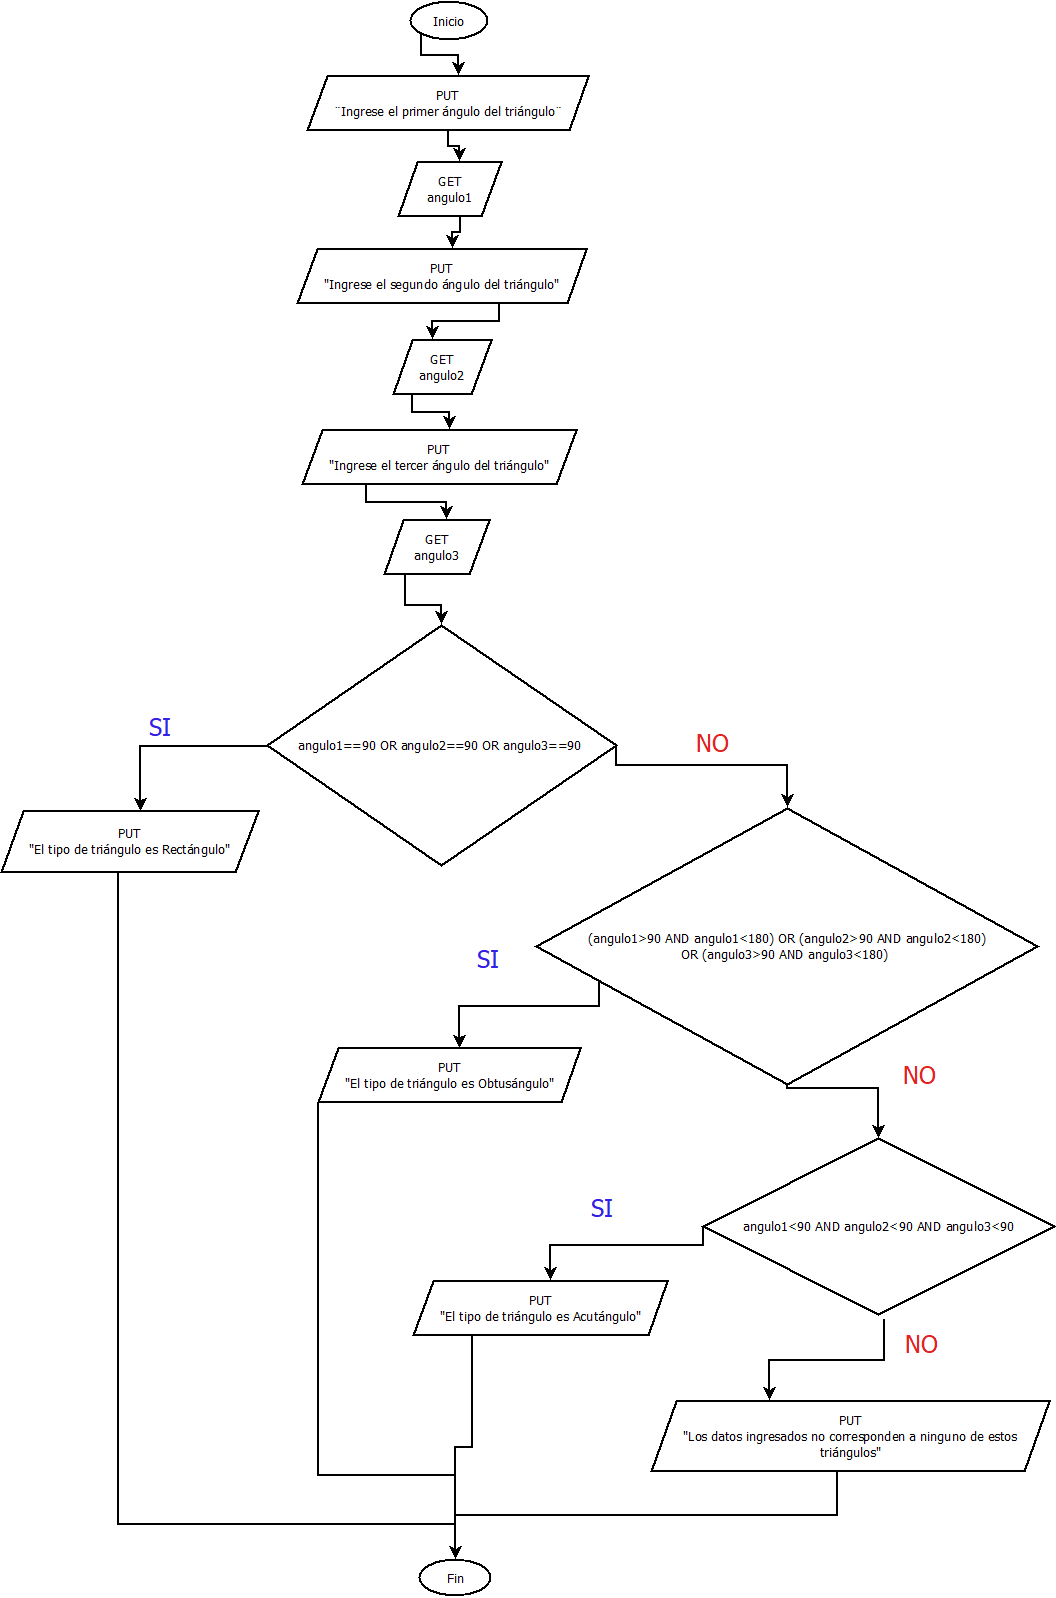 Inicio
PUT
¨Ingrese el primer ángulo del triángulo¨
GET
angulo1
PUT
"Ingrese el segundo ángulo del triángulo"
GET
angulo2
PUT
"Ingrese el tercer ángulo del triángulo"
GET
angulo3
angulo1==90 OR angulo2==90 OR angulo3==90
SI
NO
PUT
"El tipo de triángulo es Rectángulo"
(angulo1>90 AND angulo1<180) OR (angulo2>90 AND angulo2<180)
OR (angulo3>90 AND angulo3<180)
SI
NO
PUT
"El tipo de triángulo es Obtusángulo"
angulo1<90 AND angulo2<90 AND angulo3<90
SI
NO
PUT
"El tipo de triángulo es Acutángulo"
PUT
"Los datos ingresados no corresponden a ninguno de estos
triángulos"
Fin